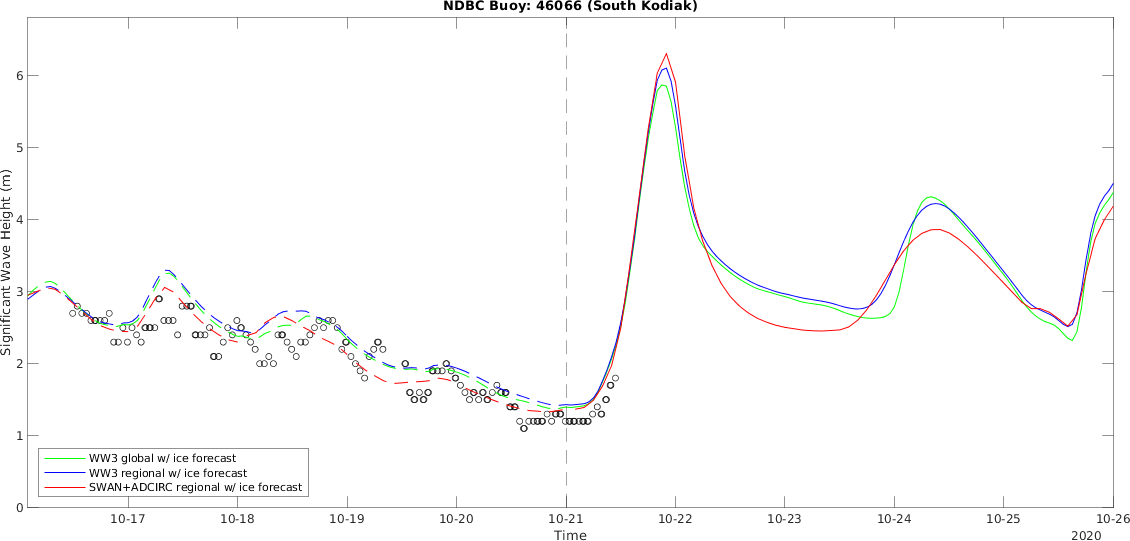 NDBC Buoy: 46066 (South Kodiak)
6
5
4
3
2
1
0
Significant Wave Height (m)
WW3 global w/ ice forecast
WW3 regional w/ ice forecast
SWAN+ADCIRC regional w/ ice forecast
10-17 10-18 10-19 10-20 10-21 10-22 10-23 10-24 10-25 10-26
Time
2020